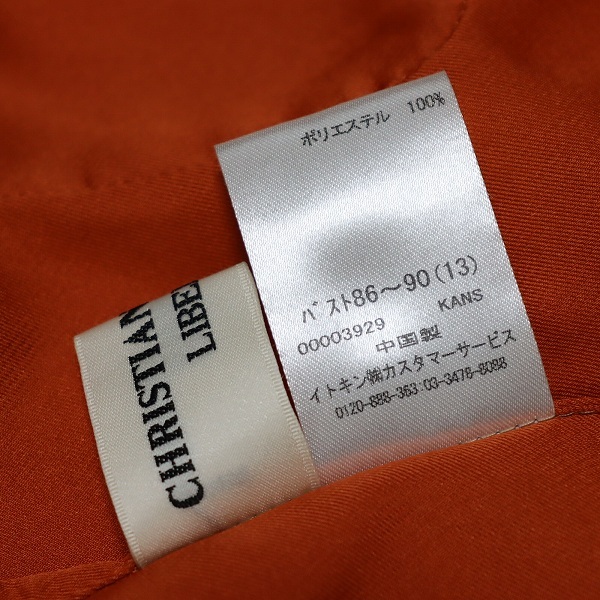 ポリエステル 100%
バスト86～90(13)
00003929 KANS
中国製
イトキン㈱カスタマーサービス
0120-888-363:03-3478-8088
CHRISTIAN
LIBER